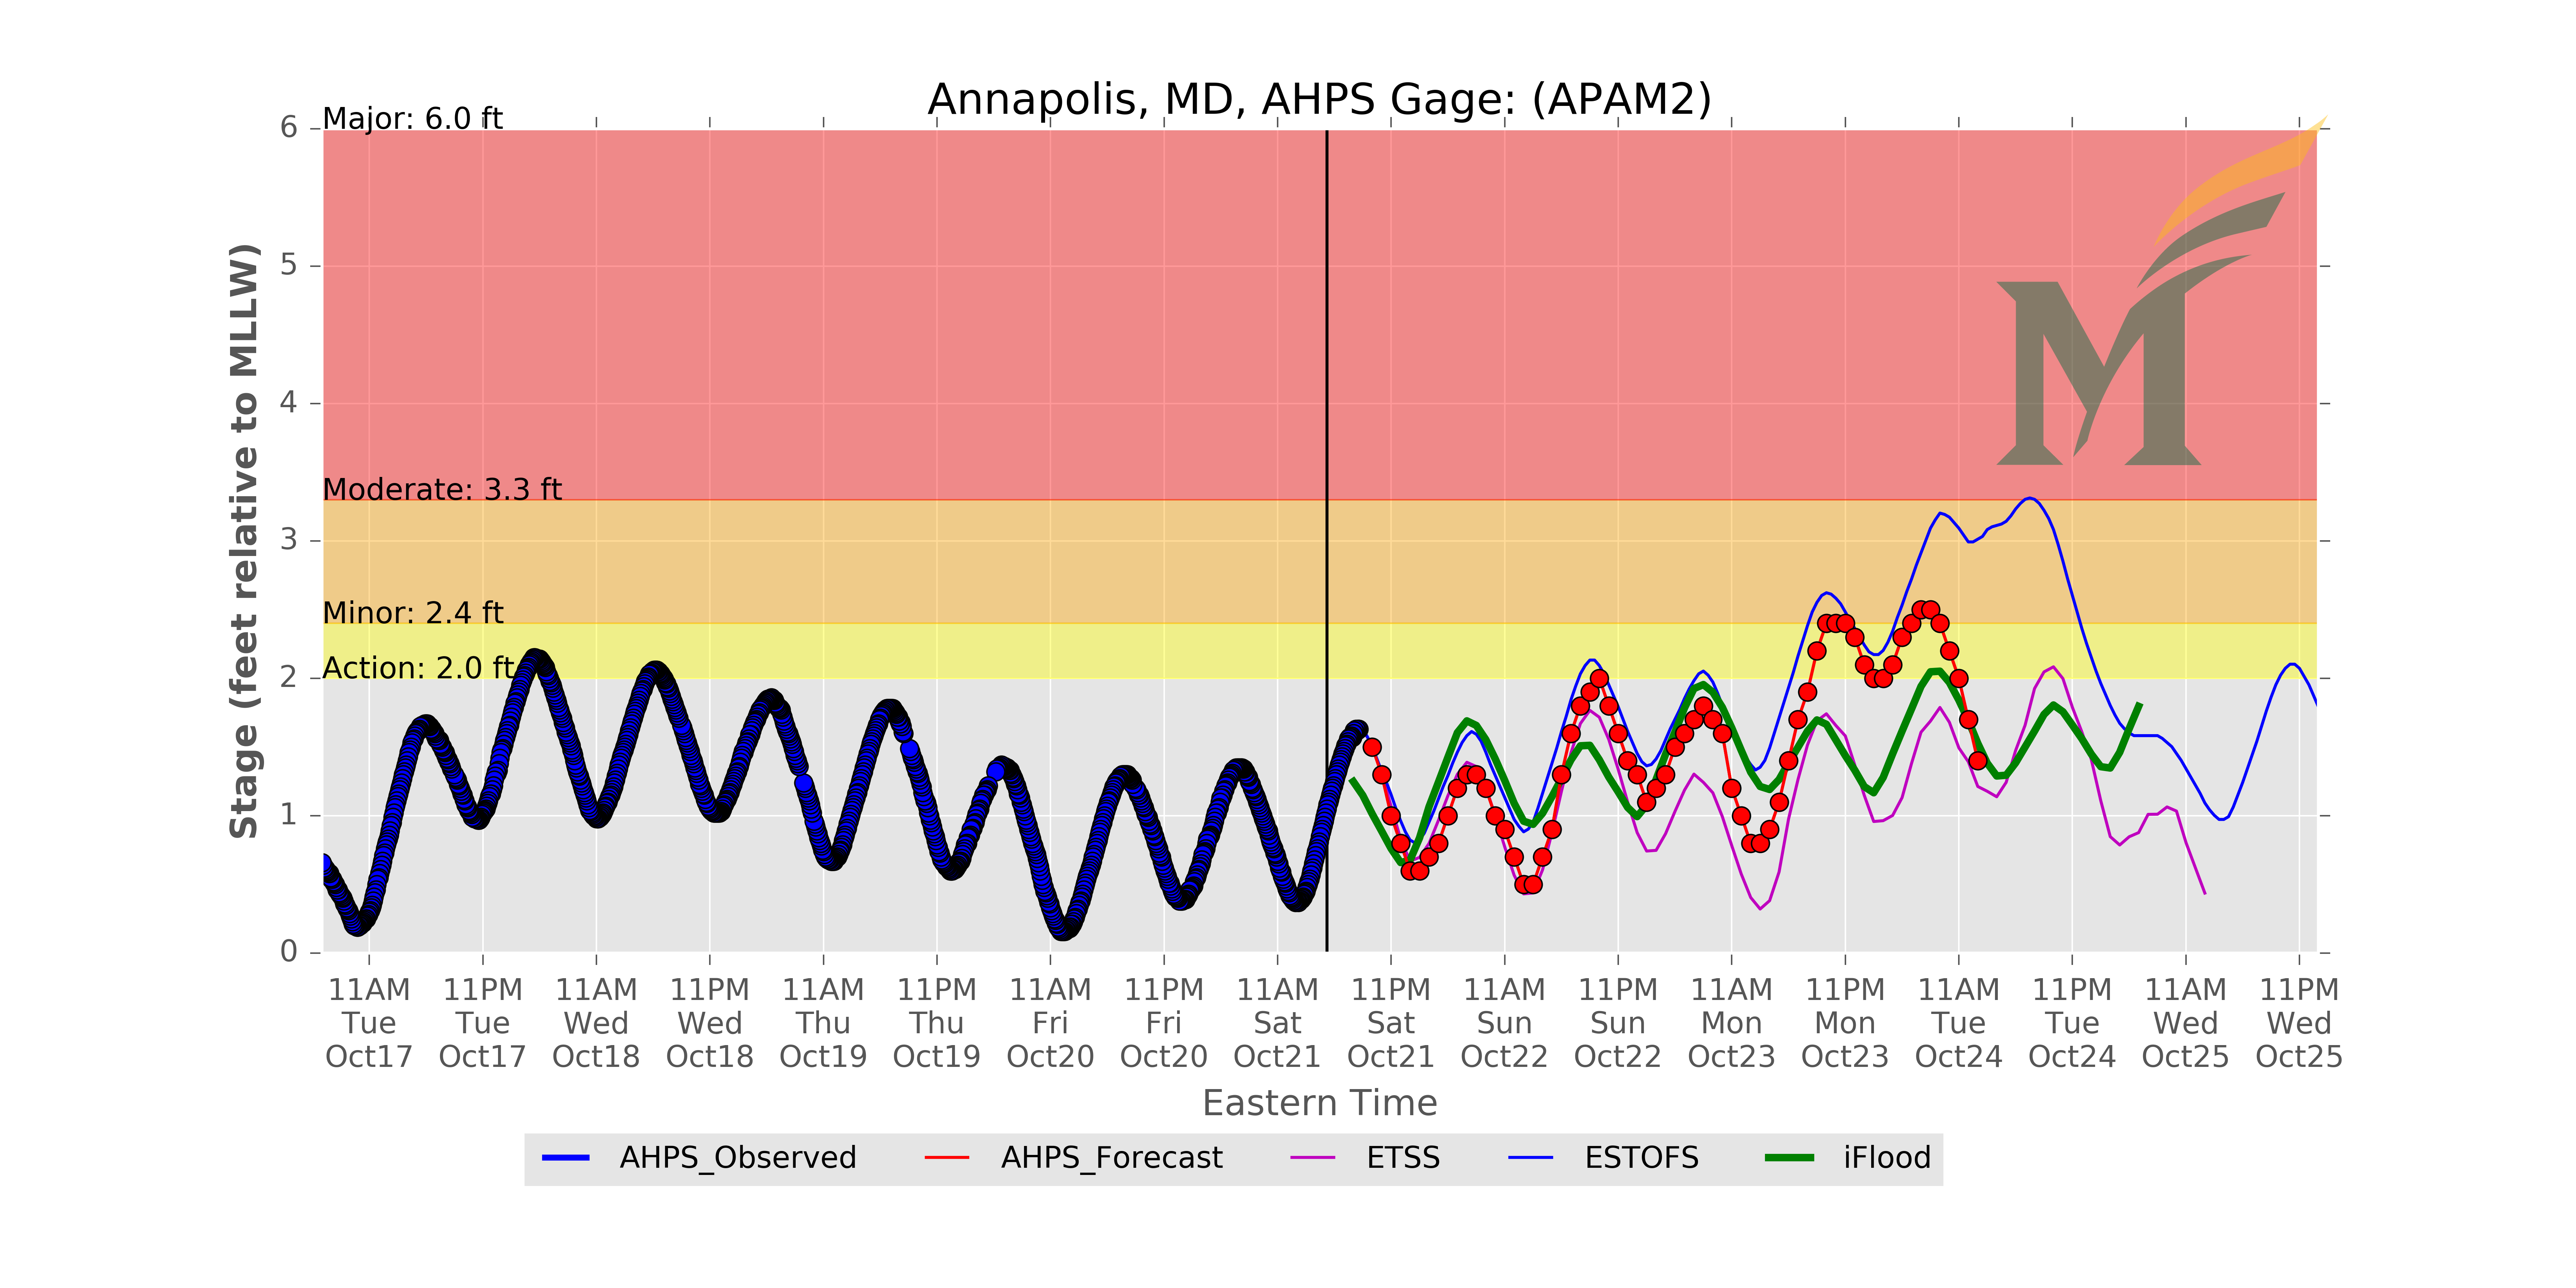 Annapolis, MD, AHPS Gage: (APAM2)
Major: 6.0 ft
Moderate: 3.3 ft
Minor: 2.4 ft
Action: 2.0 ft
Stage (feet relative to MLLW)
6
5
4
3
2
1
0
11AM 11PM 11AM 11PM 11AM 11PM 11AM 11PM 11AM 11PM 11AM 11PM 11AM 11PM 11AM 11PM 11AM 11PM
Tue Tue Wed Wed Thu Thu Fri Fri Sat Sat Sun Sun Mon Mon Tue Tue Wed Wed
Oct17 Oct17 Oct18 Oct18 Oct19 Oct19 Oct20 Oct20 Oct21 Oct21 Oct22 Oct22 Oct23 Oct23 Oct24 Oct24 Oct25 Oct25
Eastern Time
AHPS_Observed AHPS_Forecast ETSS ESTOFS iFlood